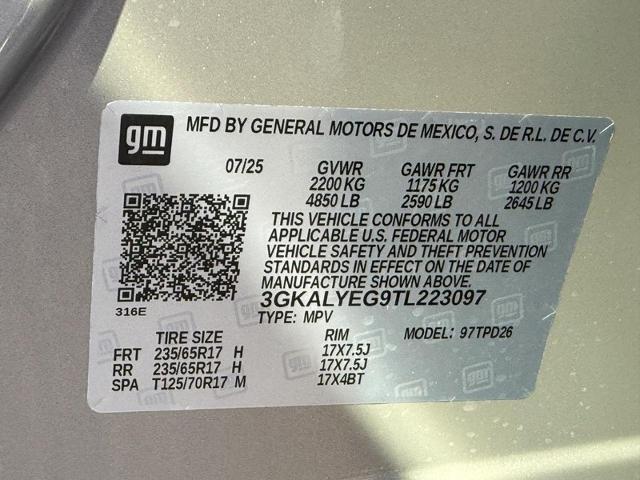 gm
MFD BY GENERAL MOTORS DE MEXICO, S. DE R.L. DE C.V.
07/25 GVWR GAWR FRT GAWR RR
2200 KG 1175 KG 1200 KG
4850 LB 2590 LB 2645 LB
THIS VEHICLE CONFORMS TO ALL
APPLICABLE U.S. FEDERAL MOTOR
VEHICLE SAFETY AND THEFT PREVENTION
STANDARDS IN EFFECT ON THE DATE OF
MANUFACTURE SHOWN ABOVE.
3GKALYEG9TL223097
316E
TYPE: MPV
TIRE SIZE RIM MODEL: 97TPD26
FRT 235/65R17 H 17X7.5J
RR 235/65R17 H 17X7.5J
SPA T125/70R17 M 17X4BT